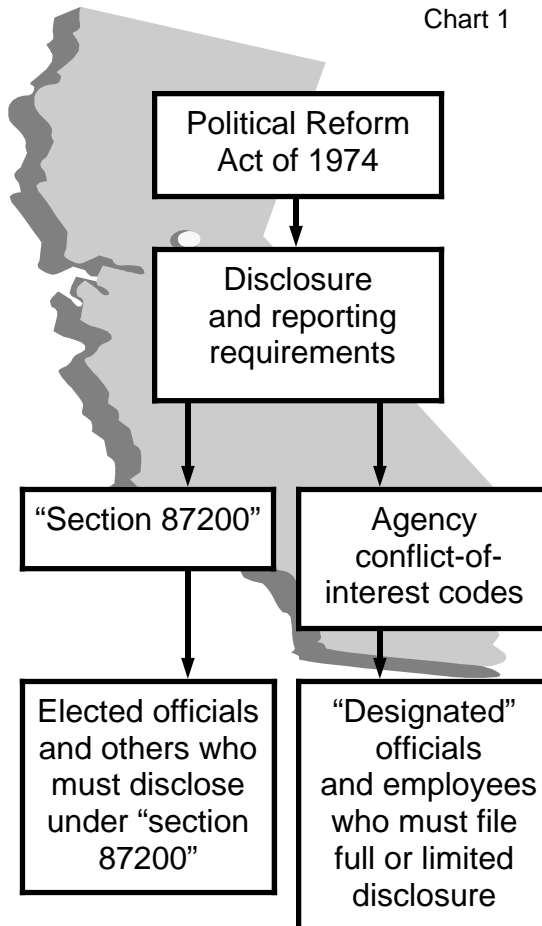 Chart 1
Political Reform
Act of 1974
Disclosure
and reporting
requirements
“Section 87200”
Agency
conflict-of-
interest codes
Elected officials
and others who
must disclose
under “section
87200”
“Designated”
officials
and employees
who must file
full or limited
disclosure